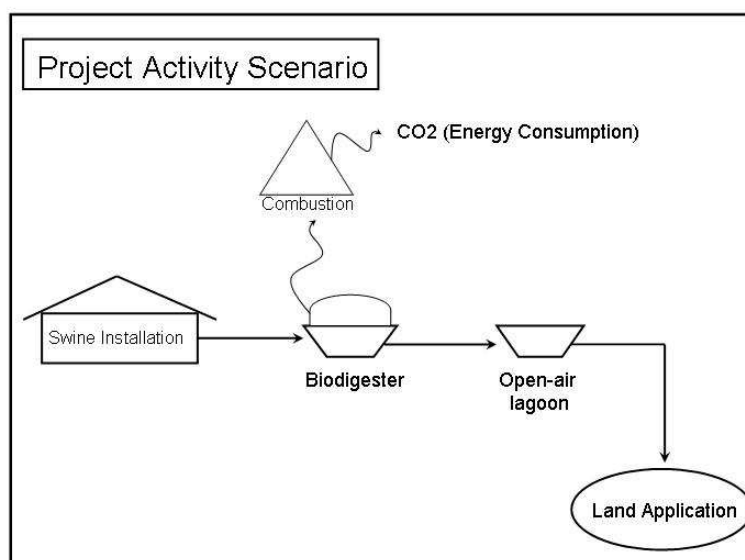 Project Activity Scenario
CO2 (Energy Consumption)
Combustion
Swine Installation
Biodigester
Open-air
lagoon
Land Application